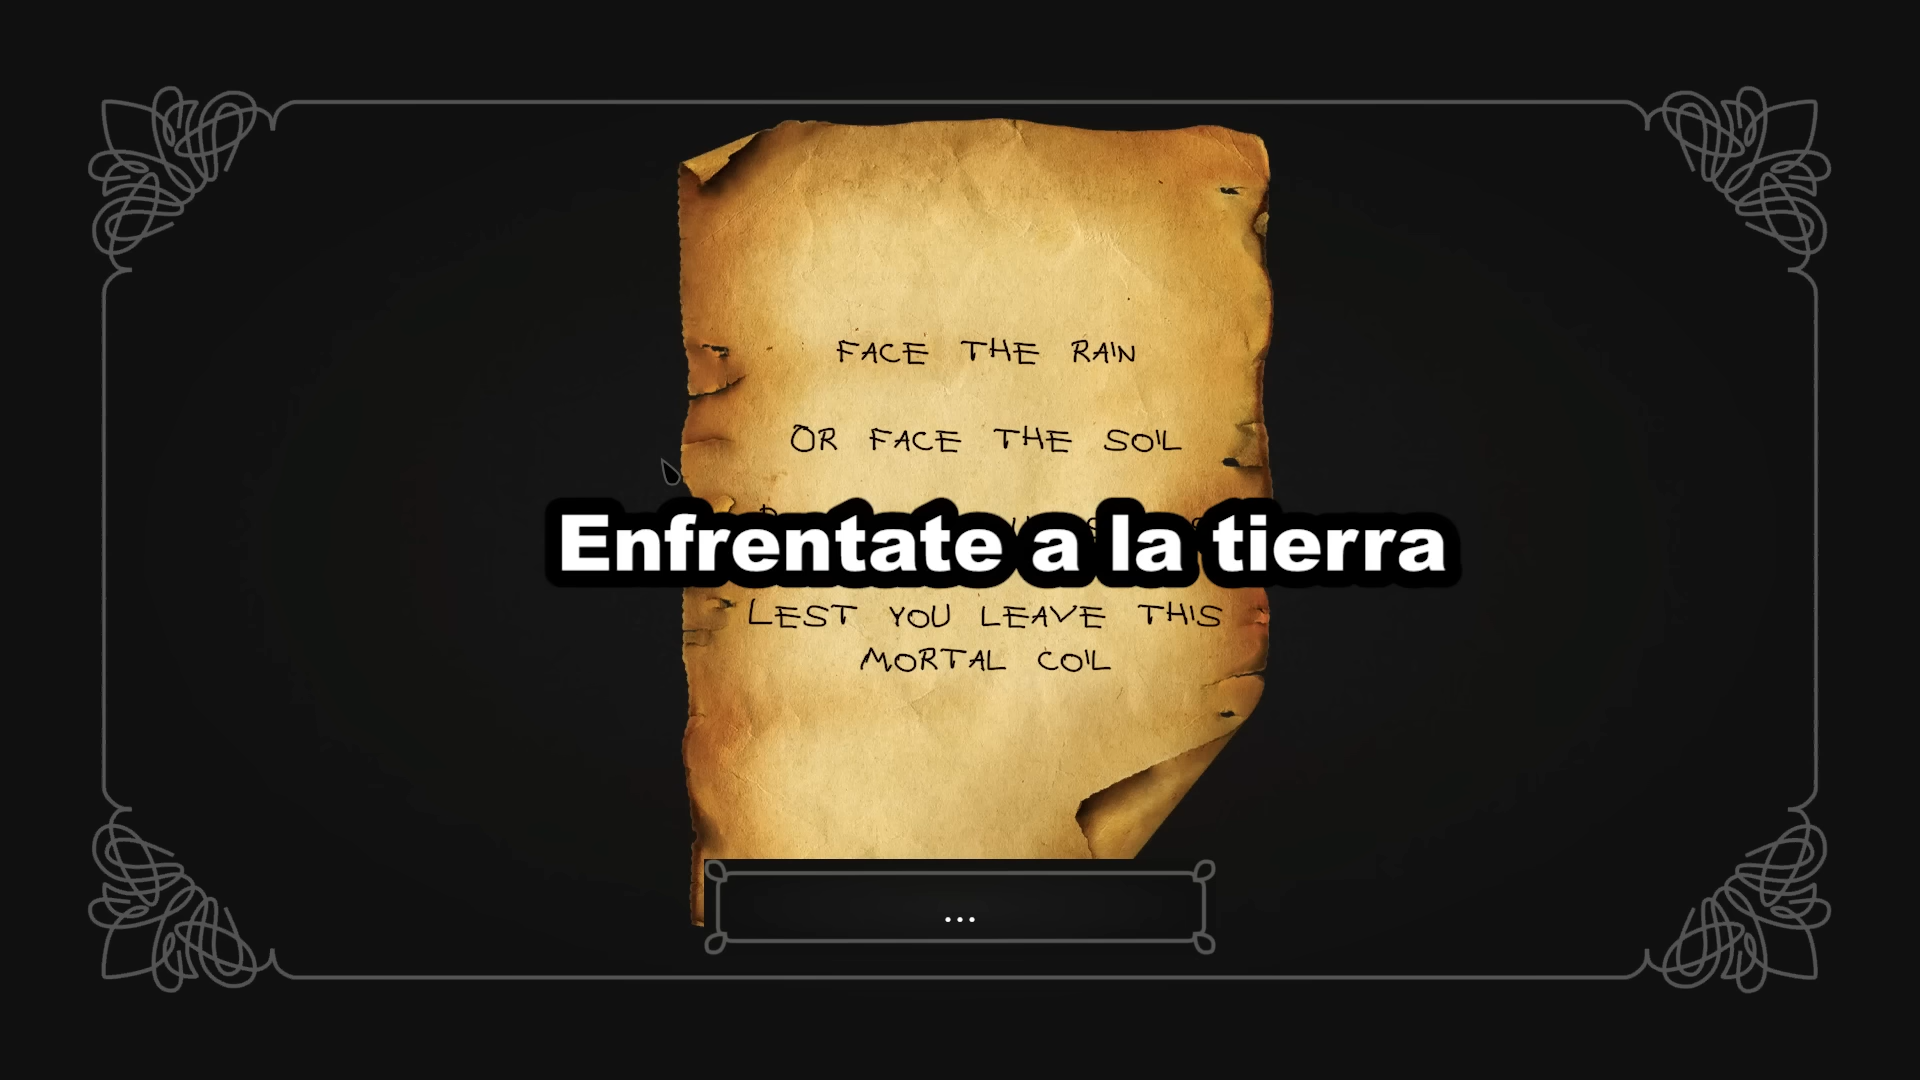 FACE THE RAIN
OR FACE THE SOIL
Enfrentate a la tierra
LEST YOU LEAVE THIS
MORTAL COIL
...